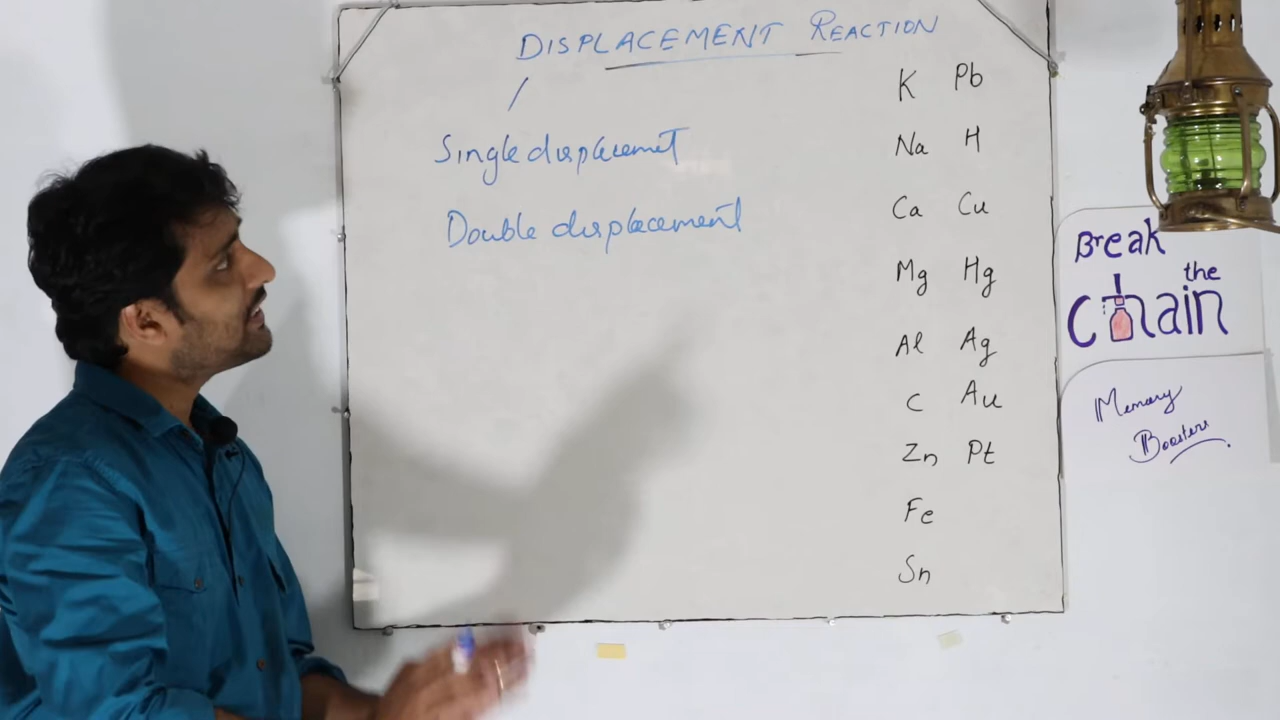 DISPLACEMENT REACTION
Single displacemet
Double displacement
K Pb
Na H
Ca Cu
Mg Hg
Al Ag
C Au
Zn Pt
Fe
Sn
Break
the
Chain
Memory
Boosters